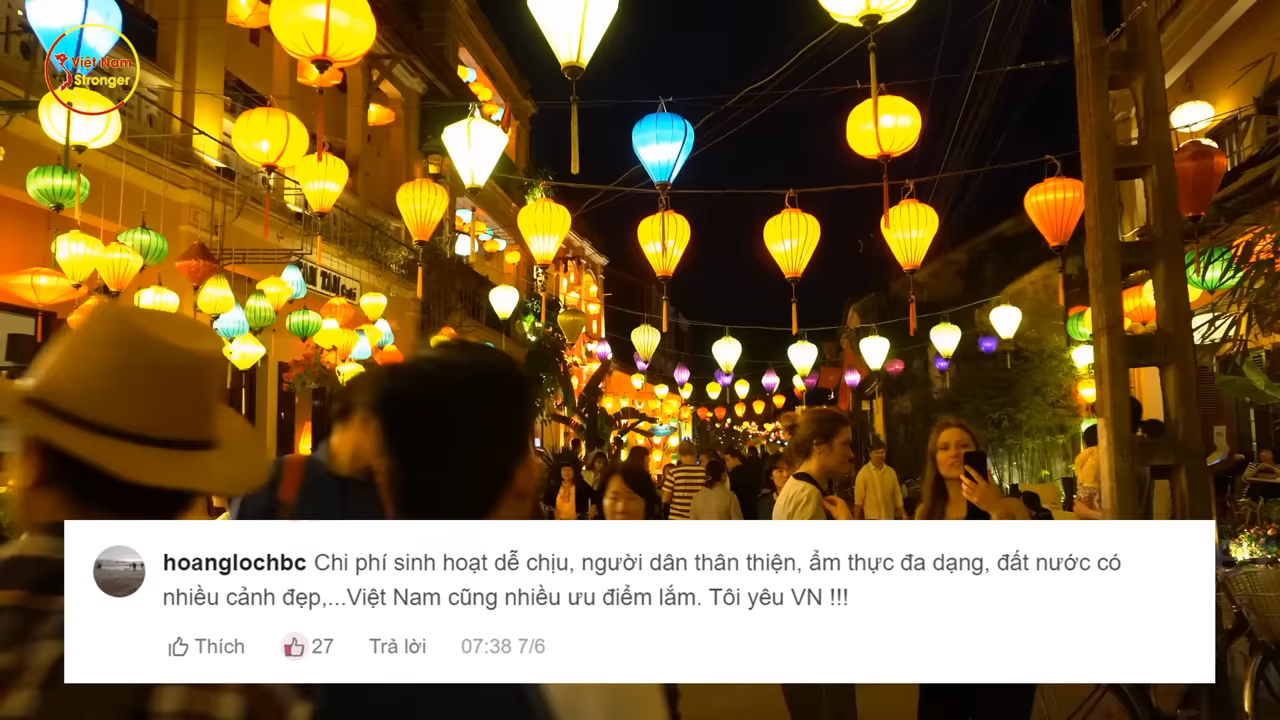 Việt Nam
Stronger
hoanglochbc Chi phí sinh hoạt dễ chịu, người dân thân thiện, ẩm thực đa dạng, đất nước có
nhiều cảnh đẹp,...Việt Nam cũng nhiều ưu điểm lắm. Tôi yêu VN !!!
Thích 27 Trả lời 07:38 7/6